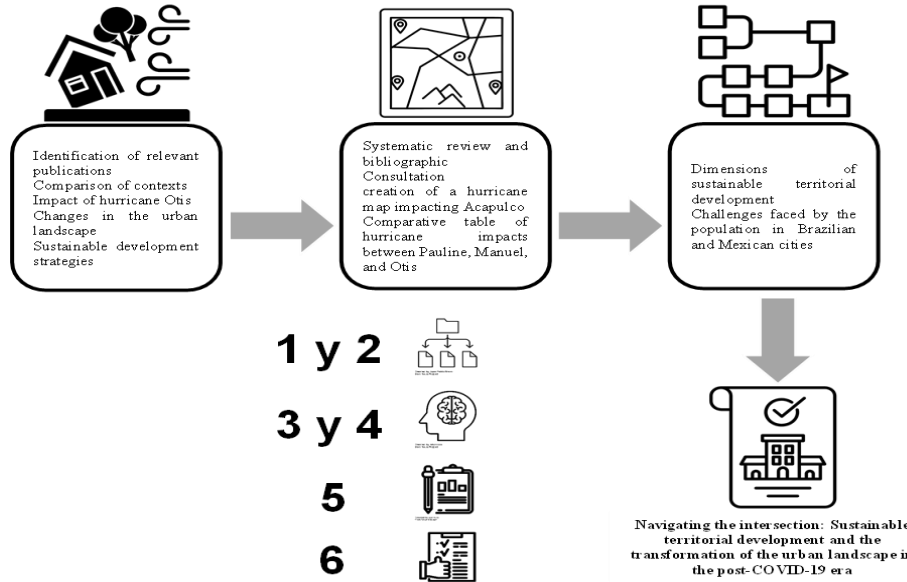 Identification of relevant
publications
Comparison of contexts
Impact of hurricane Otis
Changes in the urban
landscape
Sustainable development
strategies
Systematic review and
bibliographic
Consultation
creation of a hurricane
map impacting Acapulco
Comparative table of
hurricane impacts
between Pauline, Manuel,
and Otis
Dimensions of
sustainable territorial
development
Challenges faced by the
population in Brazilian
and Mexican cities
1 y 2
3 y 4
5
6
Navigating the intersection: Sustainable
territorial development and the
transformation of the urban landscape in
the post-COVID-19 era